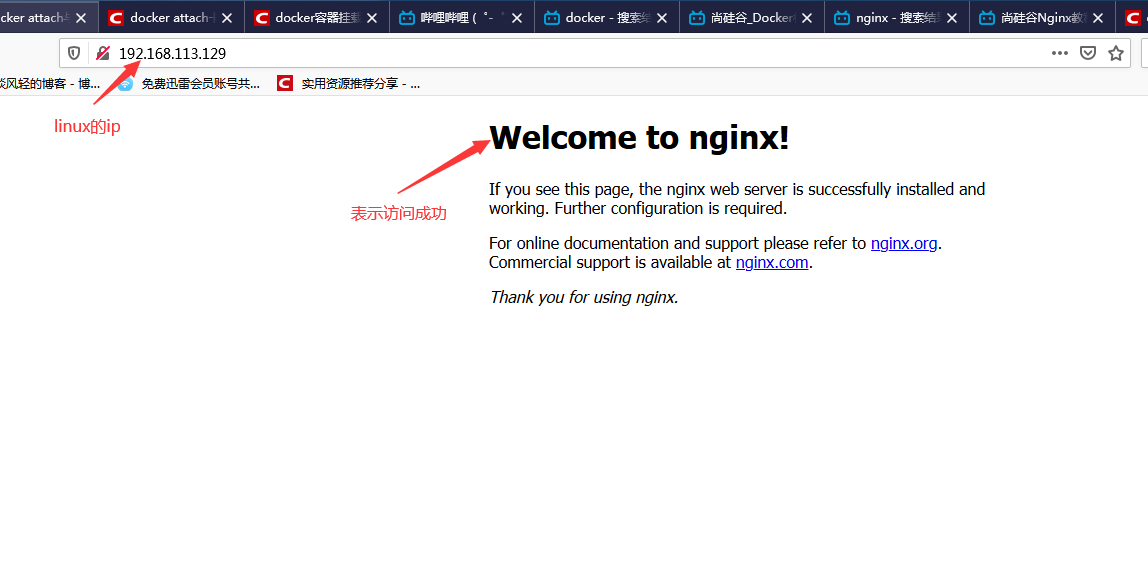 cker attach
docker attach-
docker容器挂载
哔哩哔哩 ( ゜- ゜
docker - 搜索结
尚硅谷_Docker
nginx - 搜索结果
尚硅谷Nginx教
192.168.113.129
淡风轻的博客 - 博...
免费迅雷会员账号共...
实用资源推荐分享 - ...
linux的ip
Welcome to nginx!
If you see this page, the nginx web server is successfully installed and
working. Further configuration is required.
表示访问成功
For online documentation and support please refer to nginx.org.
Commercial support is available at nginx.com.
Thank you for using nginx.